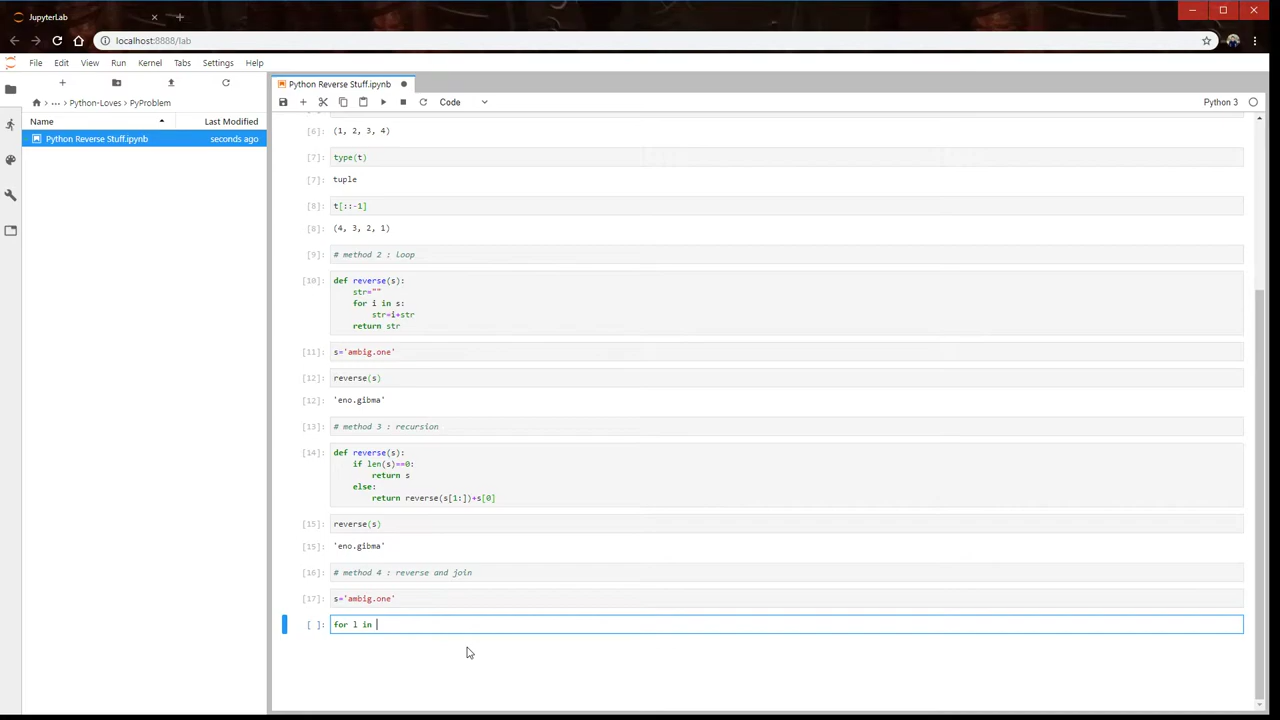 JupyterLab
localhost:8888/lab
File Edit View Run Kernel Tabs Settings Help
Python Reverse Stuff.ipynb
Code
Python 3
... > Python-Loves > PyProblem
Name Last Modified
Python Reverse Stuff.ipynb seconds ago
[6]: (1, 2, 3, 4)
[7]: type(t)
[7]: tuple
[8]: t[::-1]
[8]: (4, 3, 2, 1)
[9]: # method 2 : loop
[10]: def reverse(s):
str=""
for i in s:
str=i+str
return str
[11]: s='ambig.one'
[12]: reverse(s)
[12]: 'eno.gibma'
[13]: # method 3 : recursion
[14]: def reverse(s):
if len(s)==0:
return s
else:
return reverse(s[1:])+s[0]
[15]: reverse(s)
[15]: 'eno.gibma'
[16]: # method 4 : reverse and join
[17]: s='ambig.one'
[ ]: for l in